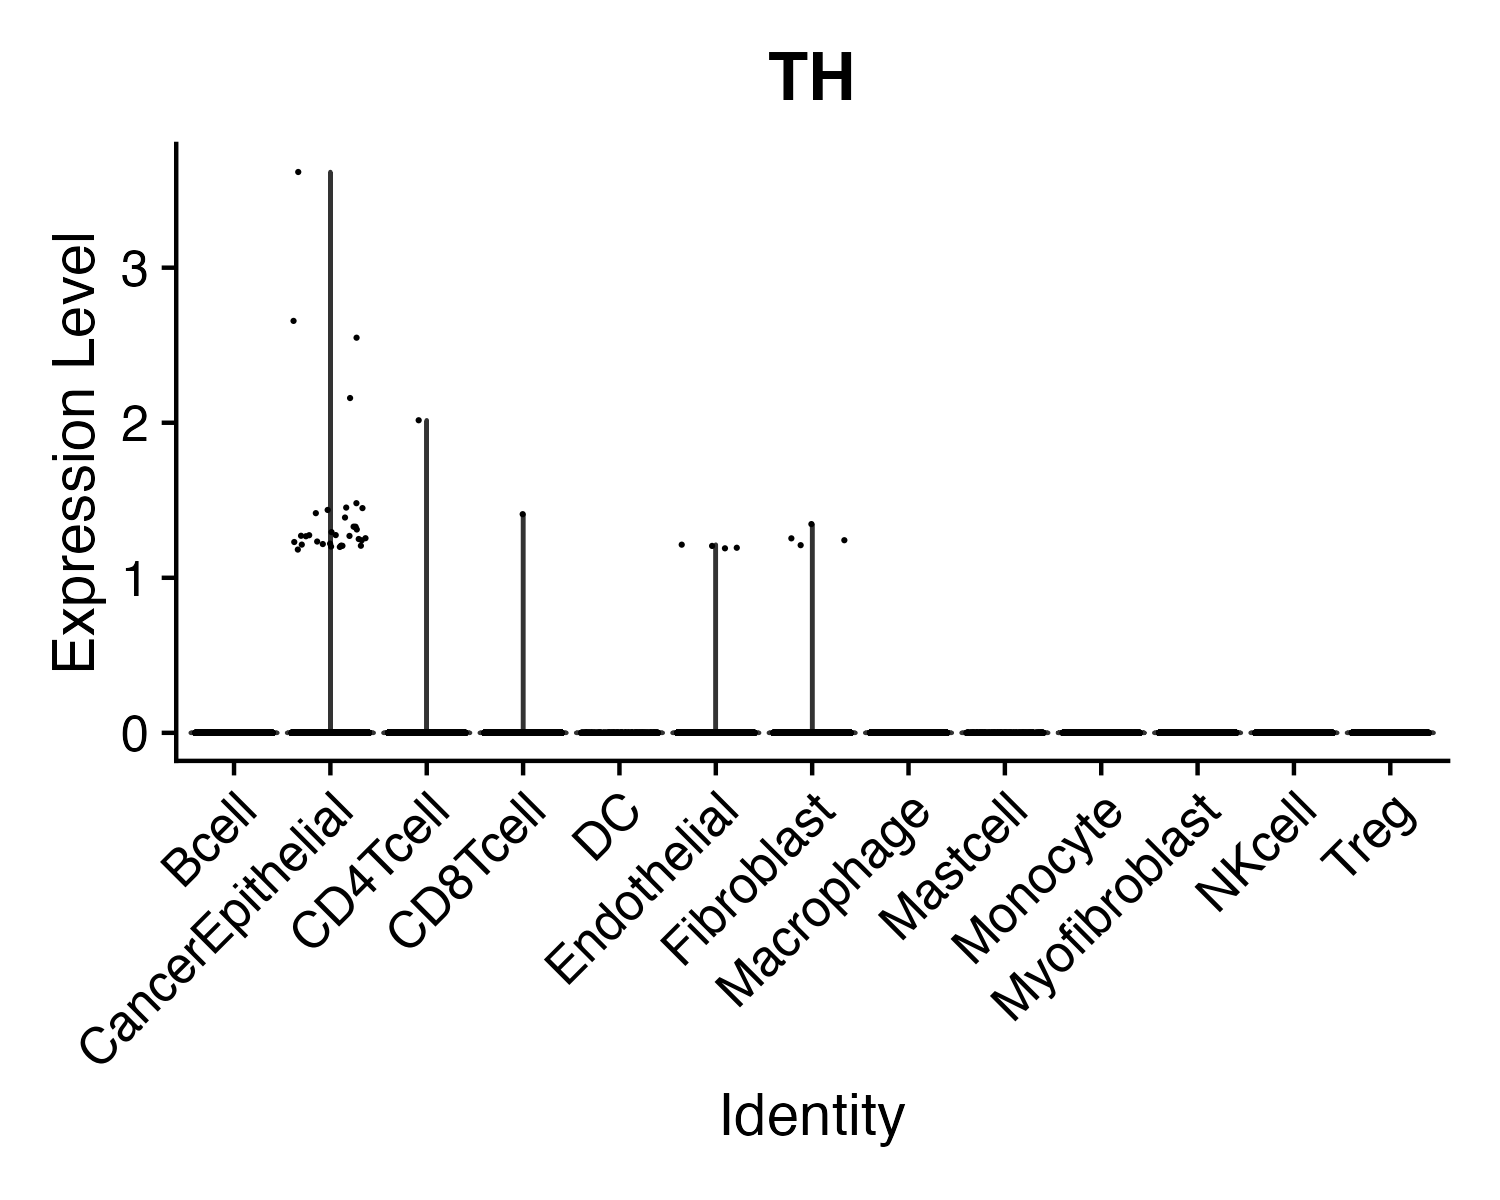 TH
Expression Level
3
2
1
0
Bcell
CancerEpithelial
CD4Tcell
CD8Tcell
DC
Endothelial
Fibroblast
Macrophage
Mastcell
Monocyte
Myofibroblast
NKcell
Treg
Identity